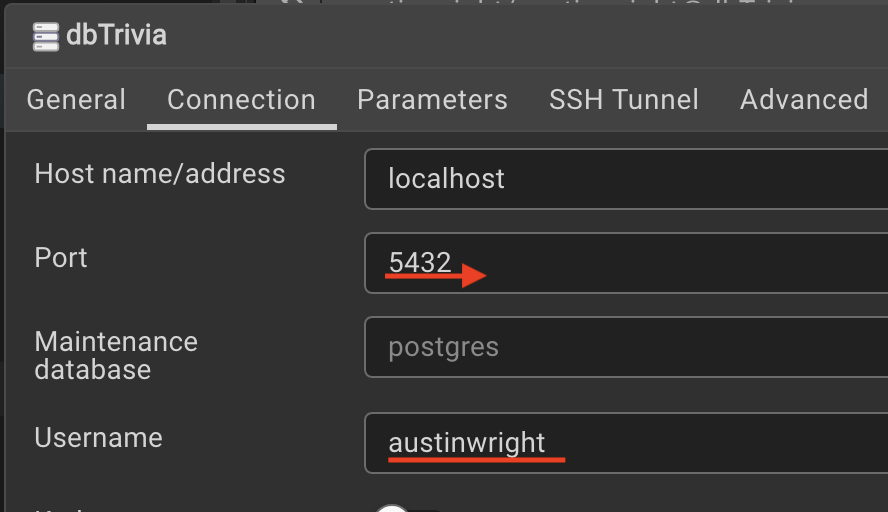 dbTrivia
General Connection Parameters SSH Tunnel Advanced
Host name/address localhost
Port 5432
Maintenance
database
postgres
Username austinwright